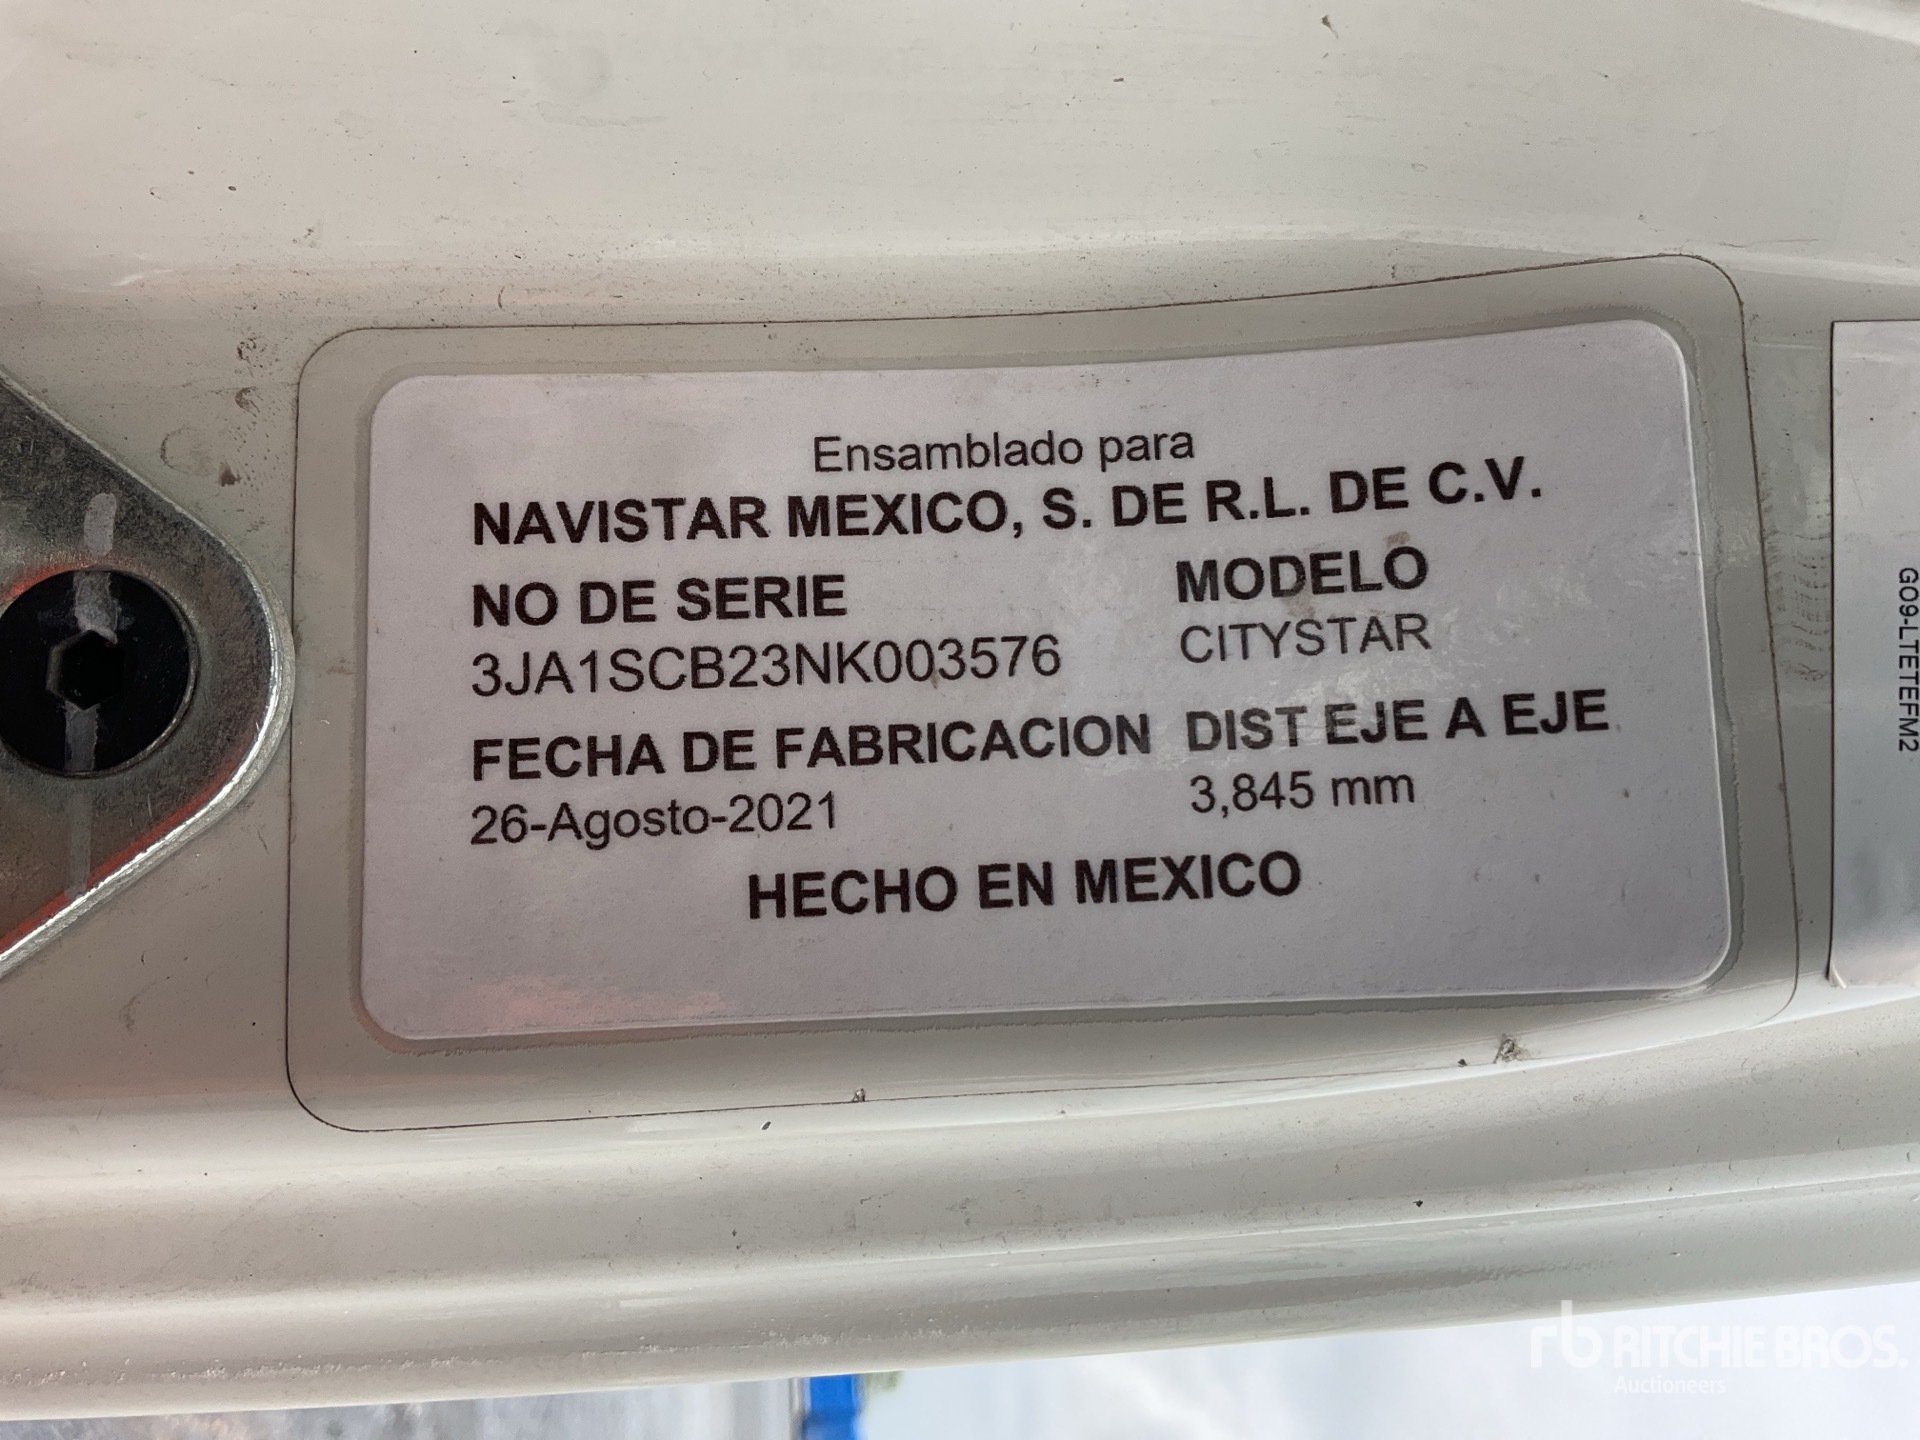 Ensamblado para
NAVISTAR MEXICO, S. DE R.L. DE C.V.
NO DE SERIE MODELO
3JA1SCB23NK003576 CITYSTAR
FECHA DE FABRICACION DIST EJE A EJE
26-Agosto-2021 3,845 mm
HECHO EN MEXICO
GO9-LTETEFM2
rb RITCHIE BROS.
Auctioneers